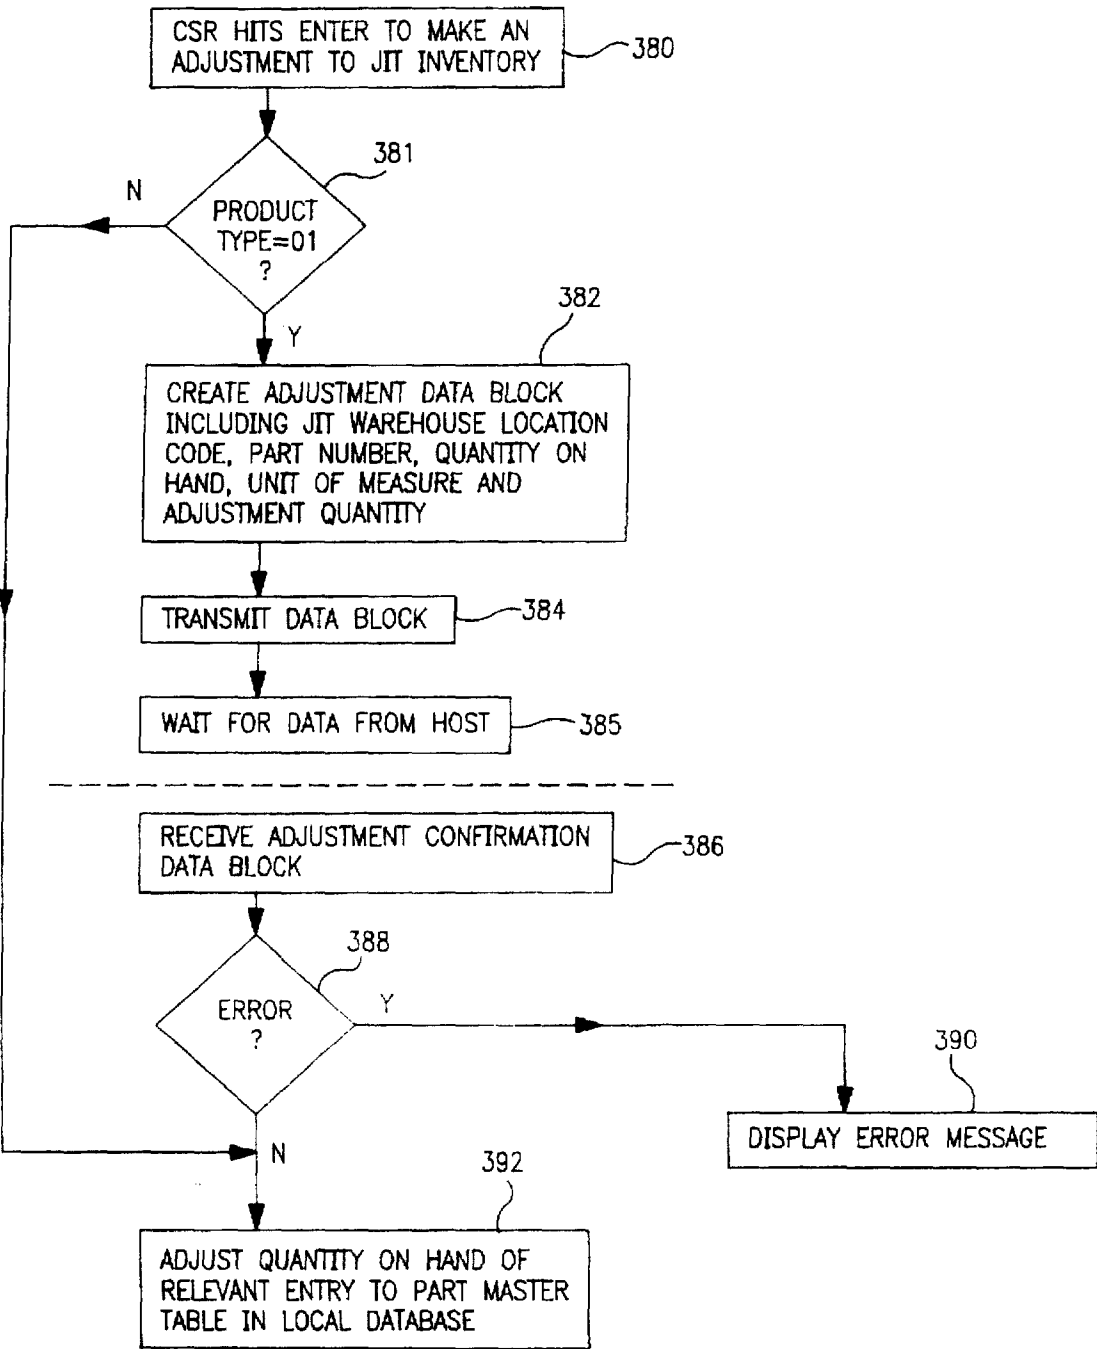 CSR HITS ENTER TO MAKE AN
ADJUSTMENT TO JIT INVENTORY
380
381
N
PRODUCT
TYPE=01
?
Y
382
CREATE ADJUSTMENT DATA BLOCK
INCLUDING JIT WAREHOUSE LOCATION
CODE, PART NUMBER, QUANTITY ON
HAND, UNIT OF MEASURE AND
ADJUSTMENT QUANTITY
TRANSMIT DATA BLOCK
384
WAIT FOR DATA FROM HOST
385
RECEIVE ADJUSTMENT CONFIRMATION
DATA BLOCK
386
388
ERROR
?
Y
390
DISPLAY ERROR MESSAGE
N
392
ADJUST QUANTITY ON HAND OF
RELEVANT ENTRY TO PART MASTER
TABLE IN LOCAL DATABASE